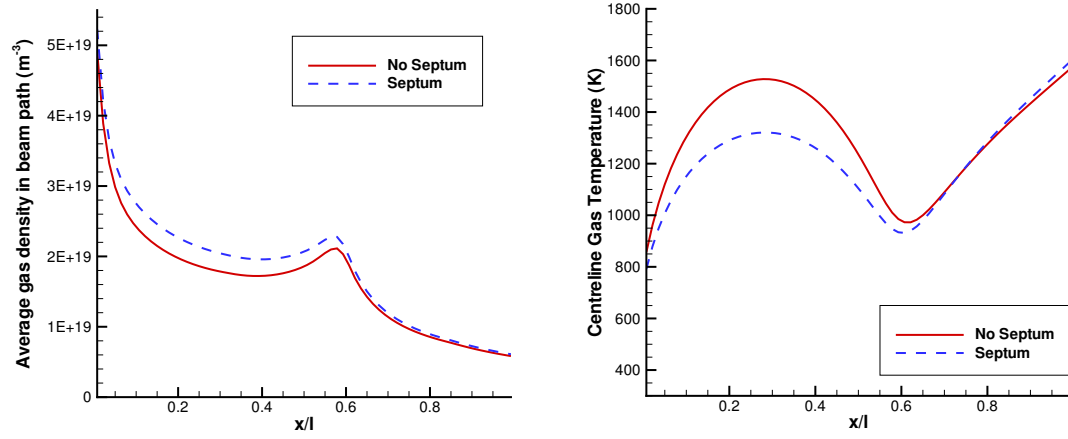 Average gas density in beam path (m-3)
5E+19
4E+19
3E+19
2E+19
1E+19
0
0.2
0.4
0.6
0.8
x/l
No Septum
Septum
Centreline Gas Temperature (K)
1800
1600
1400
1200
1000
800
600
400
0.2
0.4
0.6
0.8
x/l
No Septum
Septum